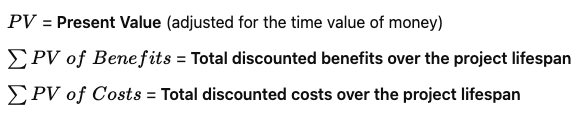 PV = Present Value (adjusted for the time value of money)
∑ PV of Benefits = Total discounted benefits over the project lifespan
∑ PV of Costs = Total discounted costs over the project lifespan